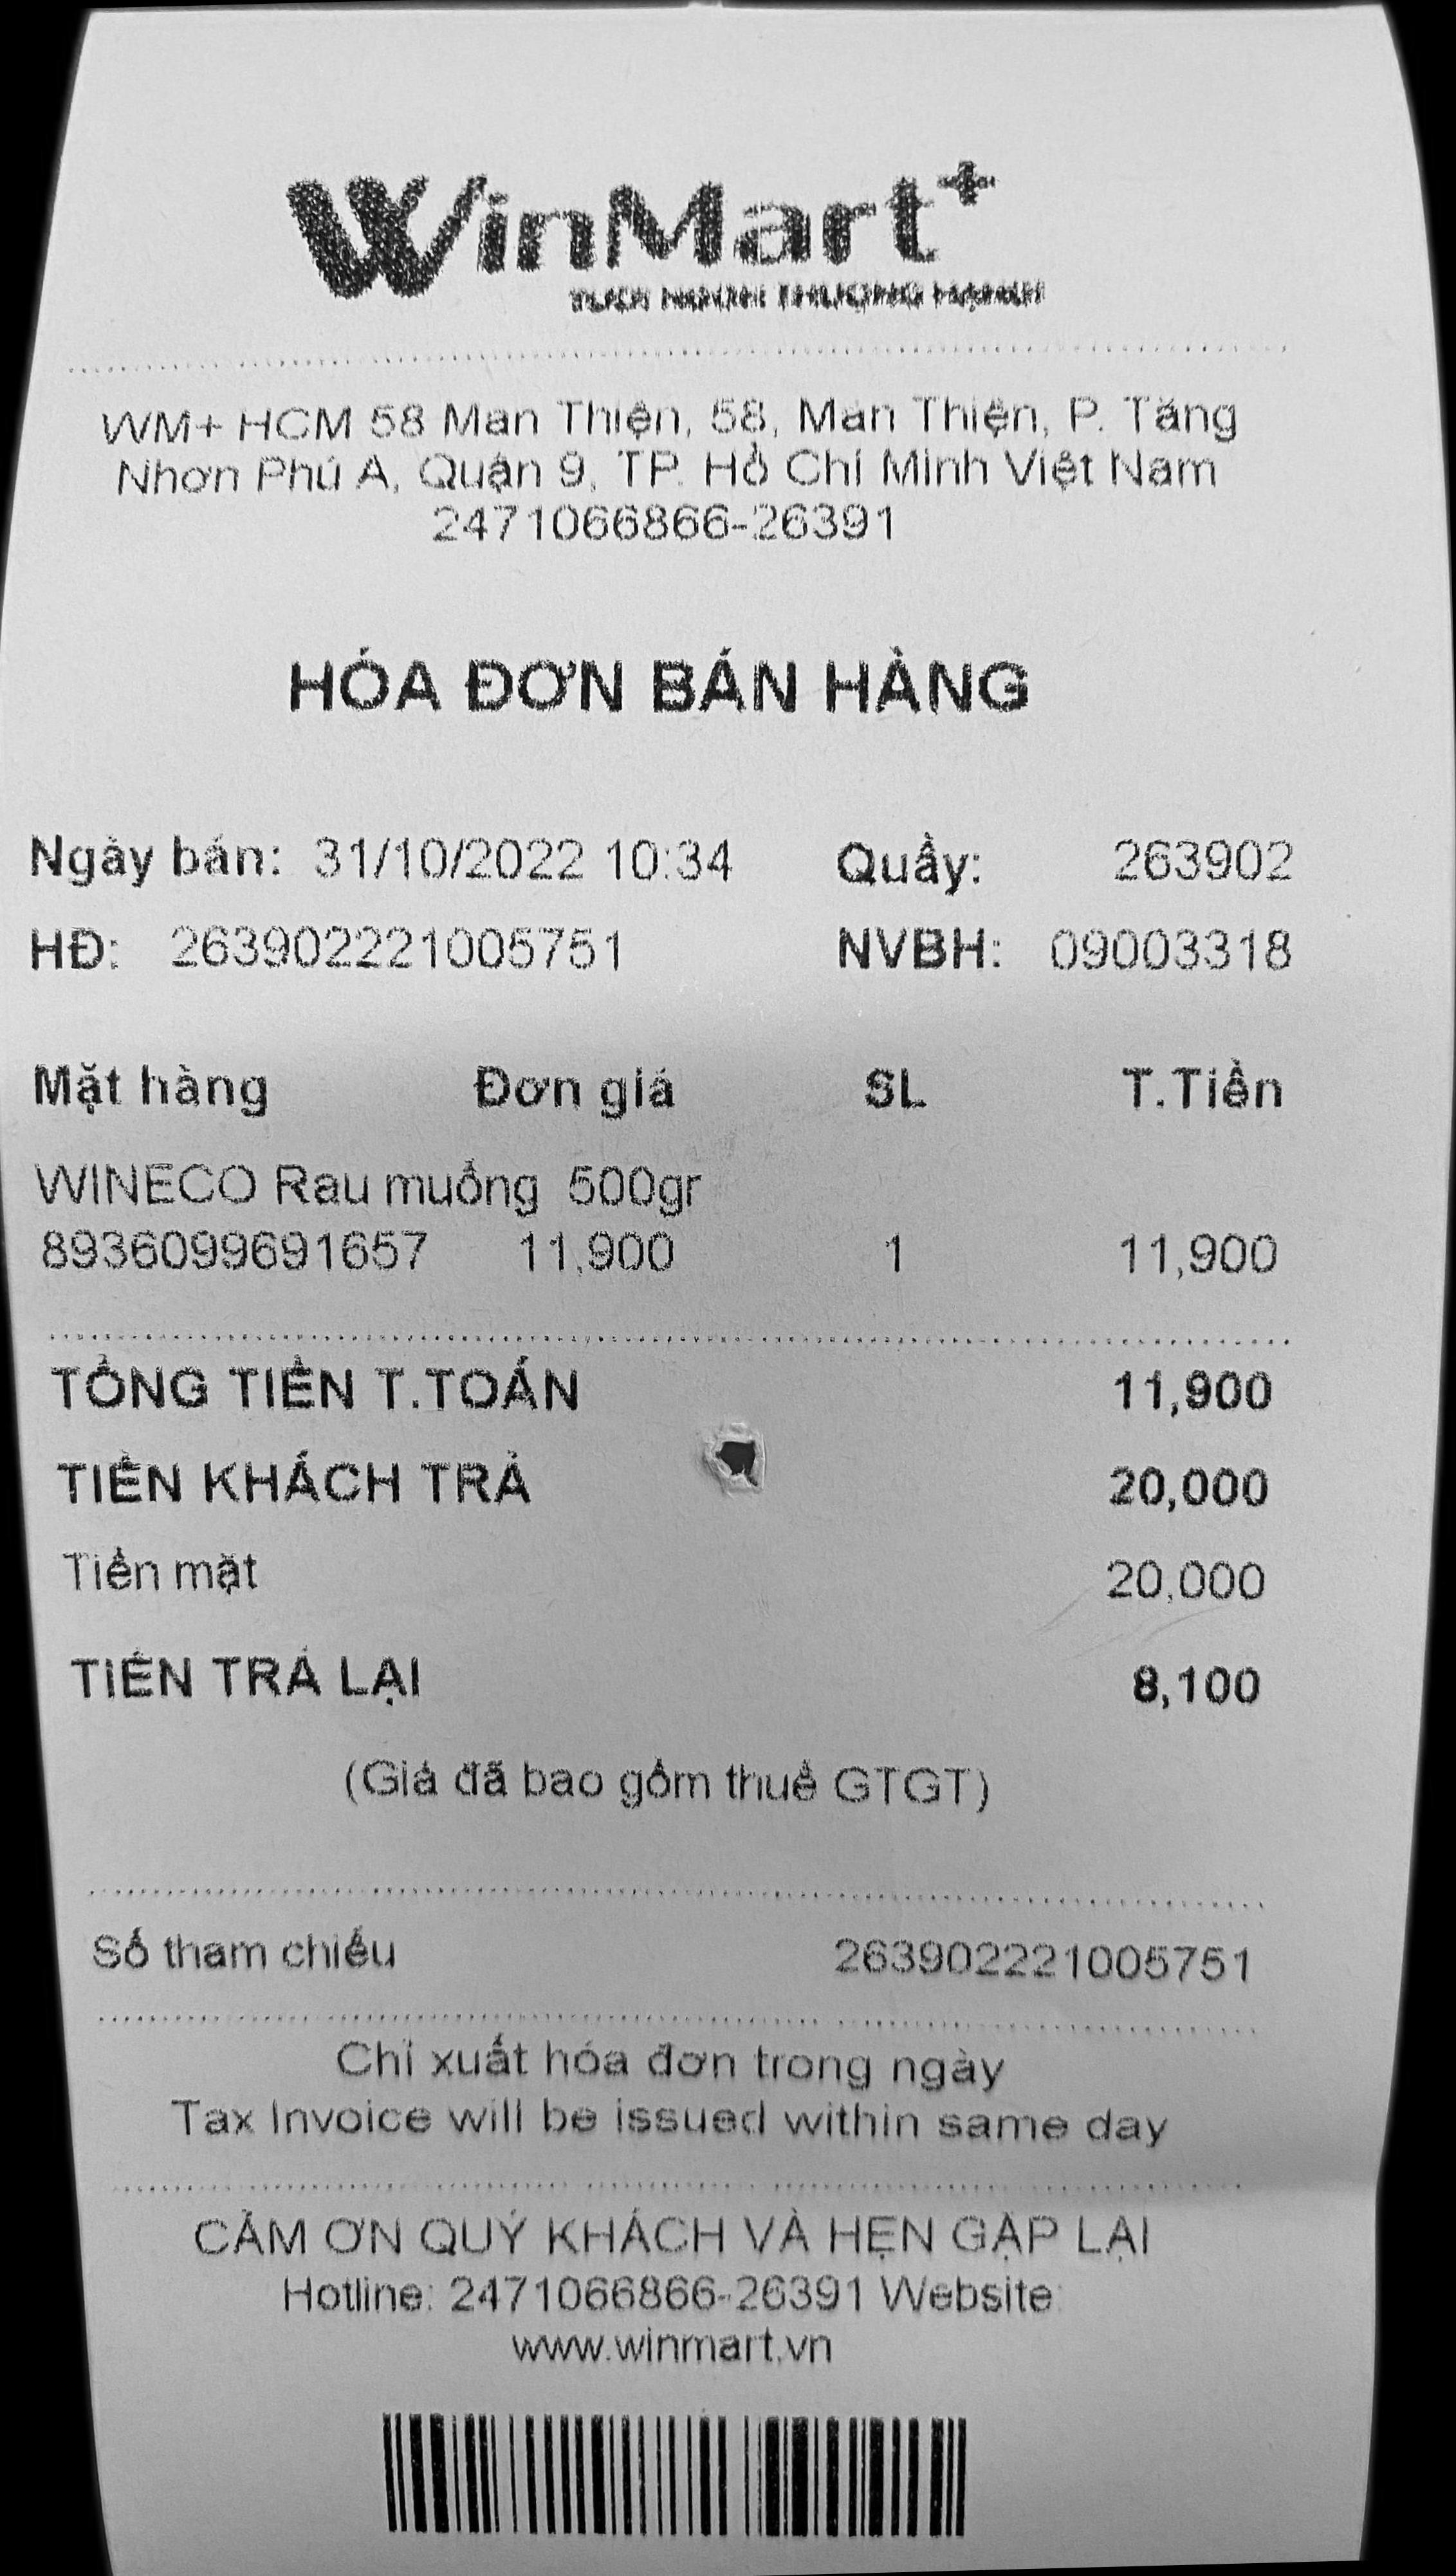 WinMart+
TƯƠI NGON THƯỢNG HẠNG
WM+ HCM 58 Man Thiện, 58, Man Thiện, P. Tăng
Nhơn Phú A, Quận 9, TP. Hồ Chí Minh Việt Nam
2471066866-26391
HÓA ĐƠN BÁN HÀNG
Ngày bán: 31/10/2022 10:34 Quầy: 263902
HĐ: 263902221005751 NVBH: 09003318
Mặt hàng Đơn giá SL T.Tiền
WINECO Rau muống 500gr
8936099691657 11,900 1 11,900
TỔNG TIỀN T.TOÁN 11,900
TIỀN KHÁCH TRẢ 20,000
Tiền mặt 20,000
TIỀN TRẢ LẠI 8,100
(Giá đã bao gồm thuế GTGT)
Số tham chiếu 263902221005751
Chỉ xuất hóa đơn trong ngày
Tax Invoice will be issued within same day
CẢM ƠN QUÝ KHÁCH VÀ HẸN GẶP LẠI
Hotline: 2471066866-26391 Website:
www.winmart.vn